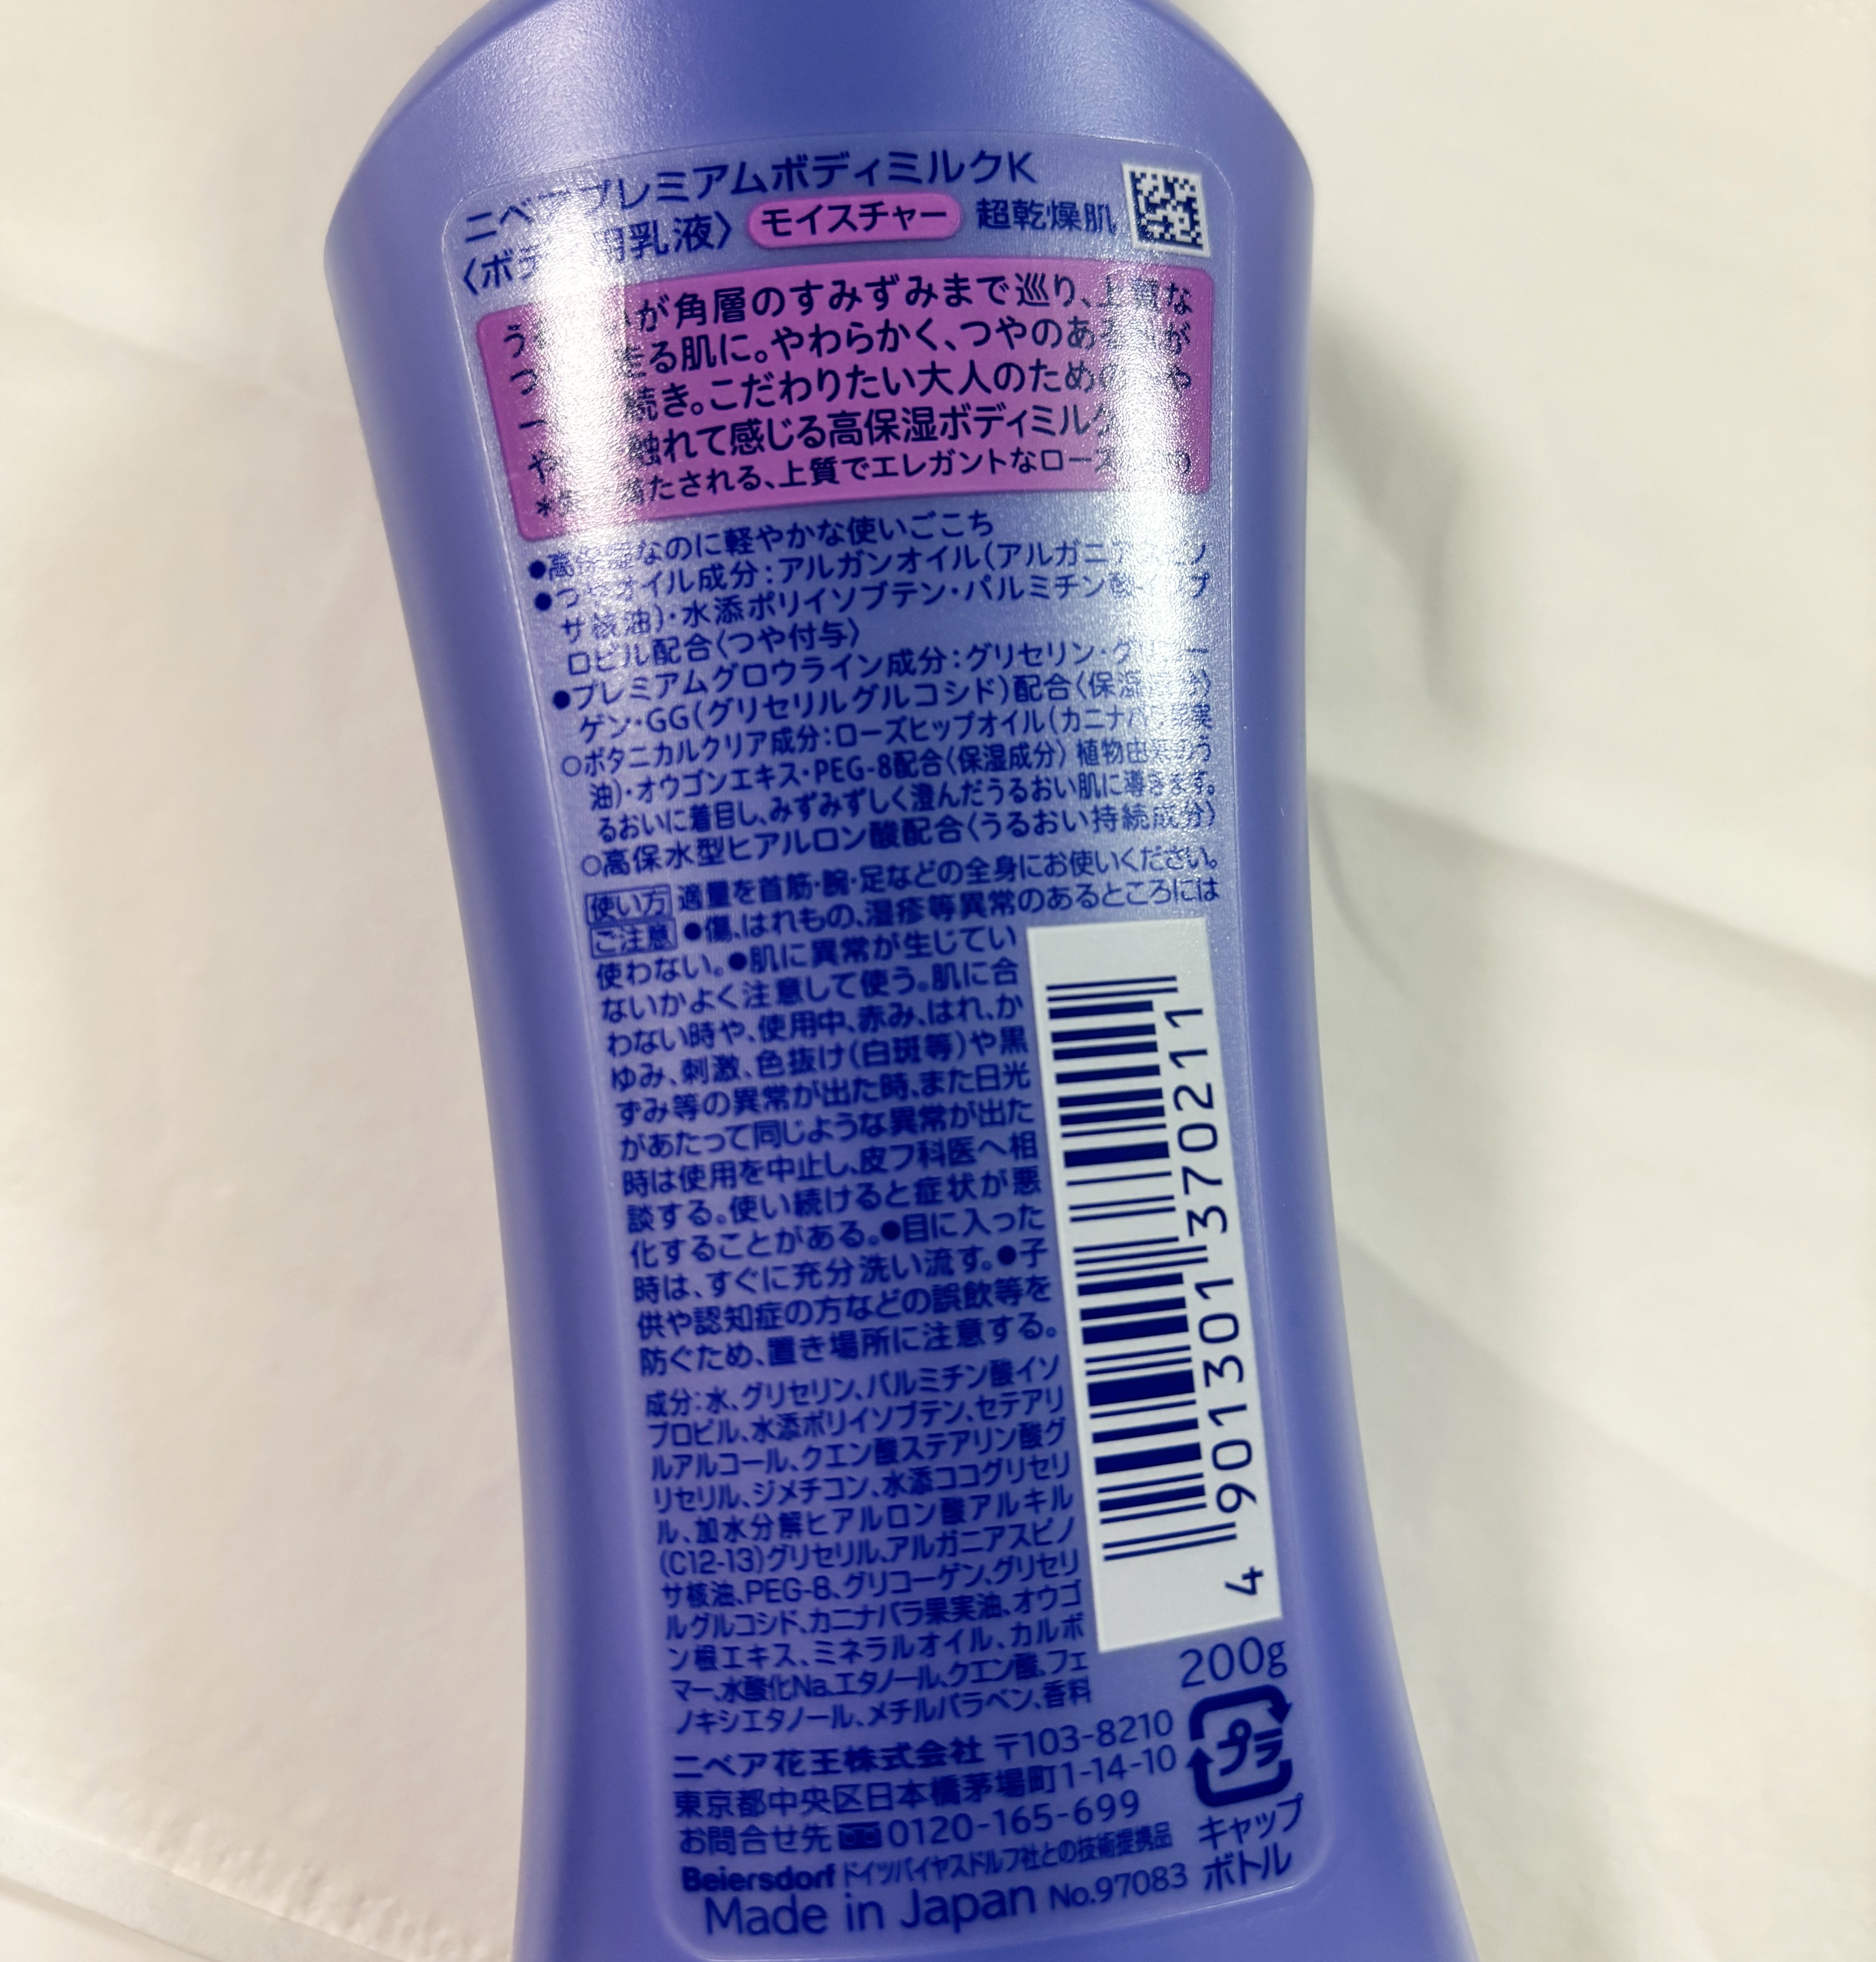 ニベアプレミアムボディミルクK
〈ボディ用乳液〉 モイスチャー 超乾燥肌
が角層のすみずみまで巡り、上質な
走る肌に。やわらかく、つやのある が
続き。こだわりたい大人のための や
触れて感じる高保湿ボディミルク
たされる、上質でエレガントなローズ の
●高保湿なのに軽やかな使いごこち
●つやオイル成分:アルガンオイル(アルガニアスピノ
サ核油)・水添ポリイソブテン・パルミチン酸イソプ
ロピル配合〈つや付与〉
●プレミアムグロウライン成分:グリセリン・グリコー
ゲン・GG(グリセリルグルコシド)配合〈保湿成分〉
○ボタニカルクリア成分:ローズヒップオイル(カニナバラ果実
油)・オウゴンエキス・PEG-8配合〈保湿成分〉 植物由来のう
るおいに着目し、みずみずしく澄んだうるおい肌に導きます。
○高保水型ヒアルロン酸配合〈うるおい持続成分〉
使い方 適量を首筋・腕・足などの全身にお使いください。
ご注意 ●傷、はれもの、湿疹等異常のあるところには
使わない。●肌に異常が生じてい
ないかよく注意して使う。肌に合
わない時や、使用中、赤み、はれ、か
ゆみ、刺激、色抜け(白斑等)や黒
ずみ等の異常が出た時、また日光
があたって同じような異常が出た
時は使用を中止し、皮フ科医へ相
談する。使い続けると症状が悪
化することがある。●目に入った
時は、すぐに充分洗い流す。●子
供や認知症の方などの誤飲等を
防ぐため、置き場所に注意する。
成分:水、グリセリン、パルミチン酸イソ
プロピル、水添ポリイソブテン、セテアリ
ルアルコール、クエン酸ステアリン酸グ
リセリル、ジメチコン、水添ココグリセリ
ル、加水分解ヒアルロン酸アルキル
(C12-13)グリセリル、アルガニアスピノ
サ核油、PEG-8、グリコーゲン、グリセリ
ルグルコシド、カニナバラ果実油、オウゴ
ン根エキス、ミネラルオイル、カルボ
マー、水酸化Na、エタノール、クエン酸、フェ
ノキシエタノール、メチルパラベン、香料
4 901301 370211
200g
ニベア花王株式会社 〒103-8210
東京都中央区日本橋茅場町1-14-10
お問合せ先 0120-165-699
Beiersdorf ドイツバイヤスドルフ社との技術提携品
Made in Japan No.97083
プラ
キャップ
ボトル